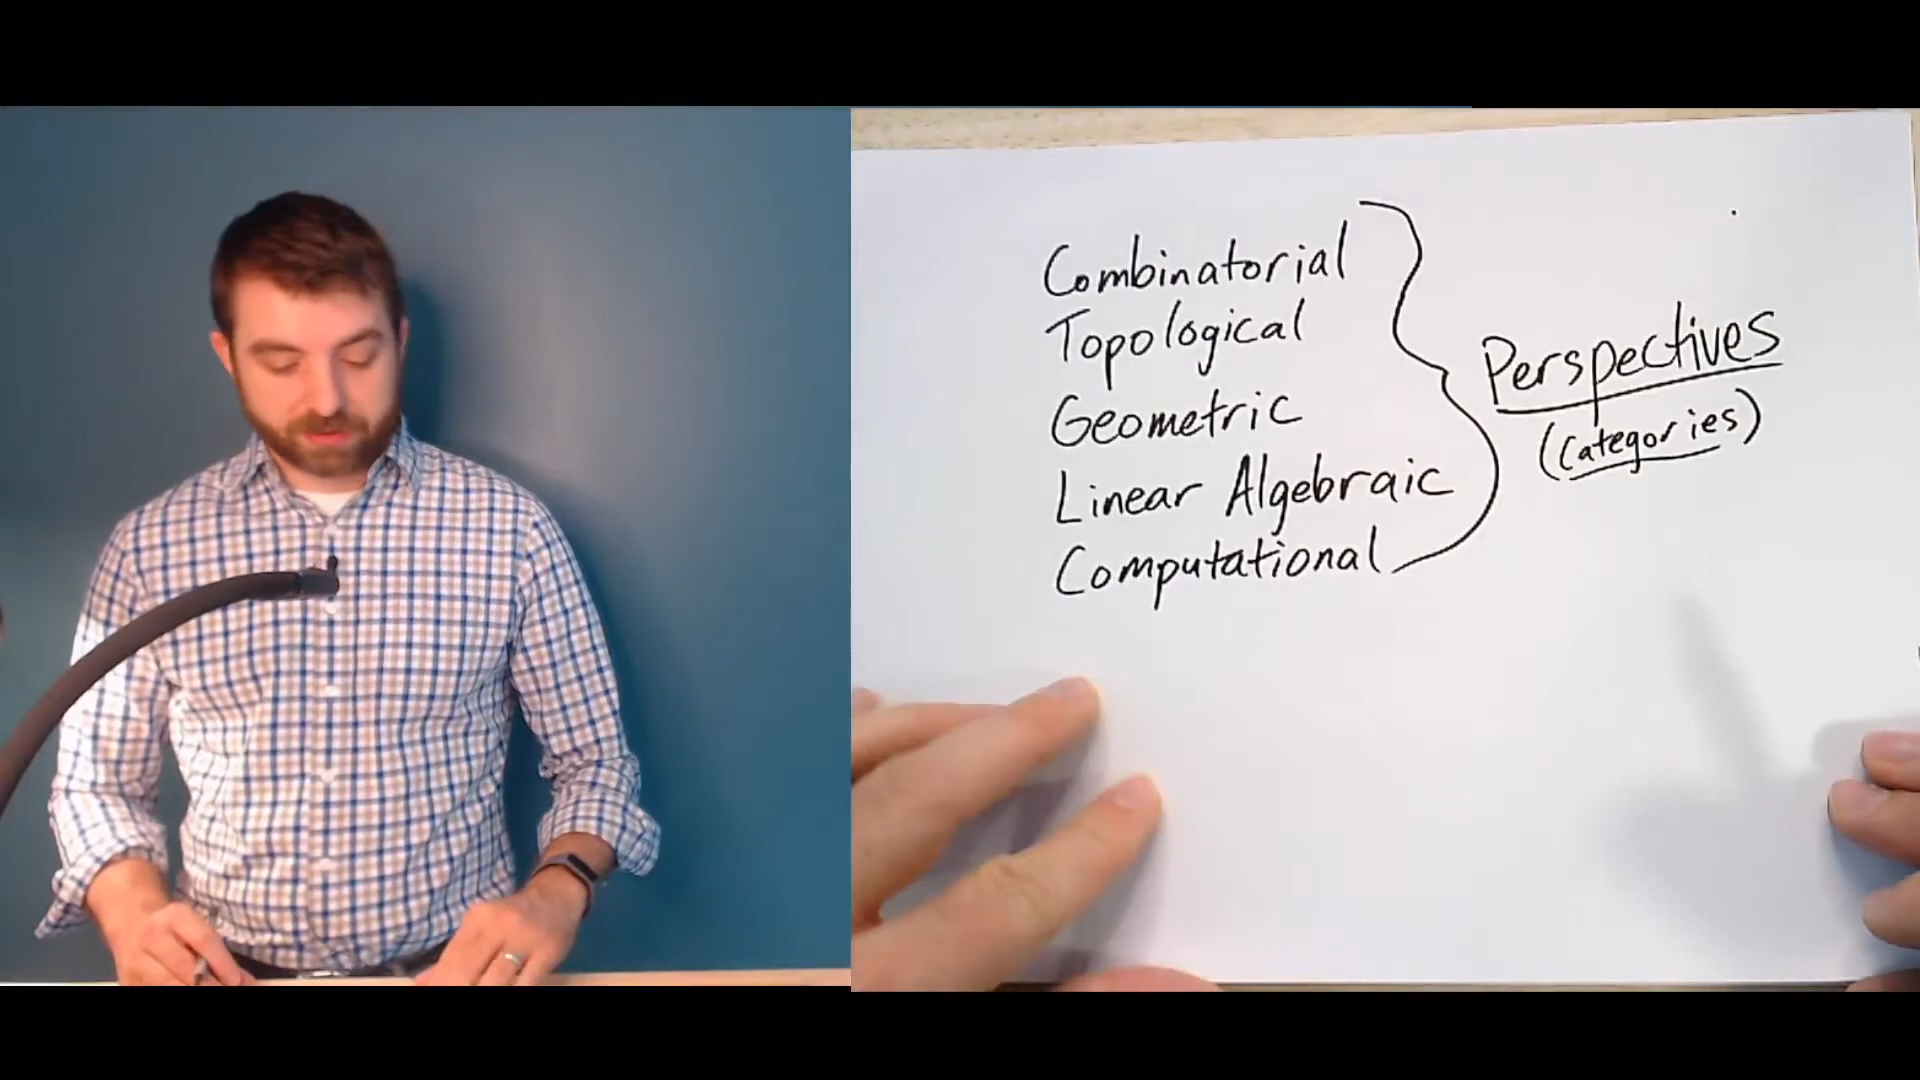 Combinatorial
Topological
Geometric
Linear Algebraic
Computational
Perspectives
(categories)